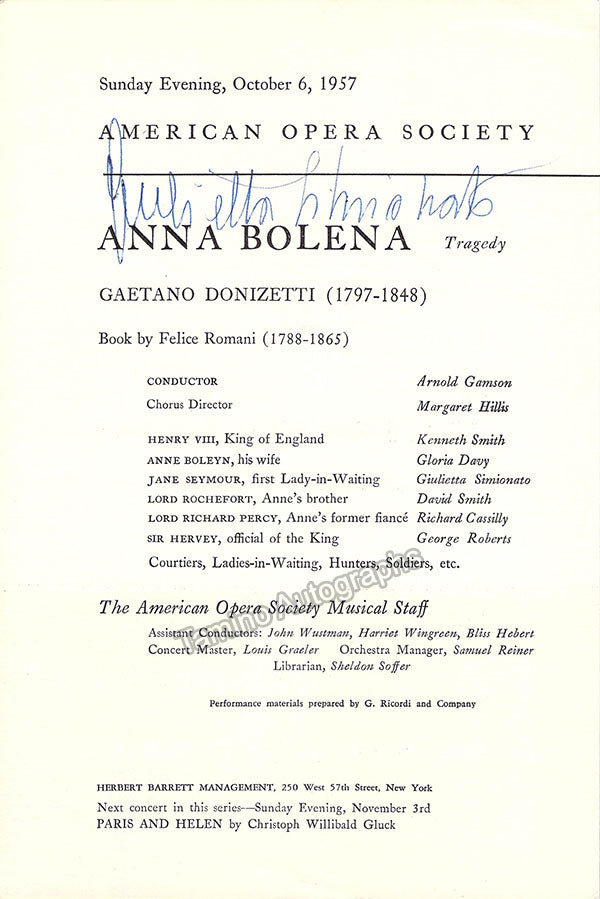 Sunday Evening, October 6, 1957
AMERICAN OPERA SOCIETY
Giulietta Simionato
ANNA BOLENA Tragedy
GAETANO DONIZETTI (1797-1848)
Book by Felice Romani (1788-1865)
CONDUCTOR Arnold Gamson
Chorus Director Margaret Hillis
HENRY VIII, King of England Kenneth Smith
ANNE BOLEYN, his wife Gloria Davy
JANE SEYMOUR, first Lady-in-Waiting Giulietta Simionato
LORD ROCHEFORT, Anne's brother David Smith
LORD RICHARD PERCY, Anne's former fiancé Richard Cassilly
SIR HERVEY, official of the King George Roberts
Courtiers, Ladies-in-Waiting, Hunters, Soldiers, etc.
Tamino Autographs
The American Opera Society Musical Staff
Assistant Conductors: John Wustman, Harriet Wingreen, Bliss Hebert
Concert Master, Louis Graeler Orchestra Manager, Samuel Reiner
Librarian, Sheldon Soffer
Performance materials prepared by G. Ricordi and Company
HERBERT BARRETT MANAGEMENT, 250 West 57th Street, New York
Next concert in this series—Sunday Evening, November 3rd
PARIS AND HELEN by Christoph Willibald Gluck